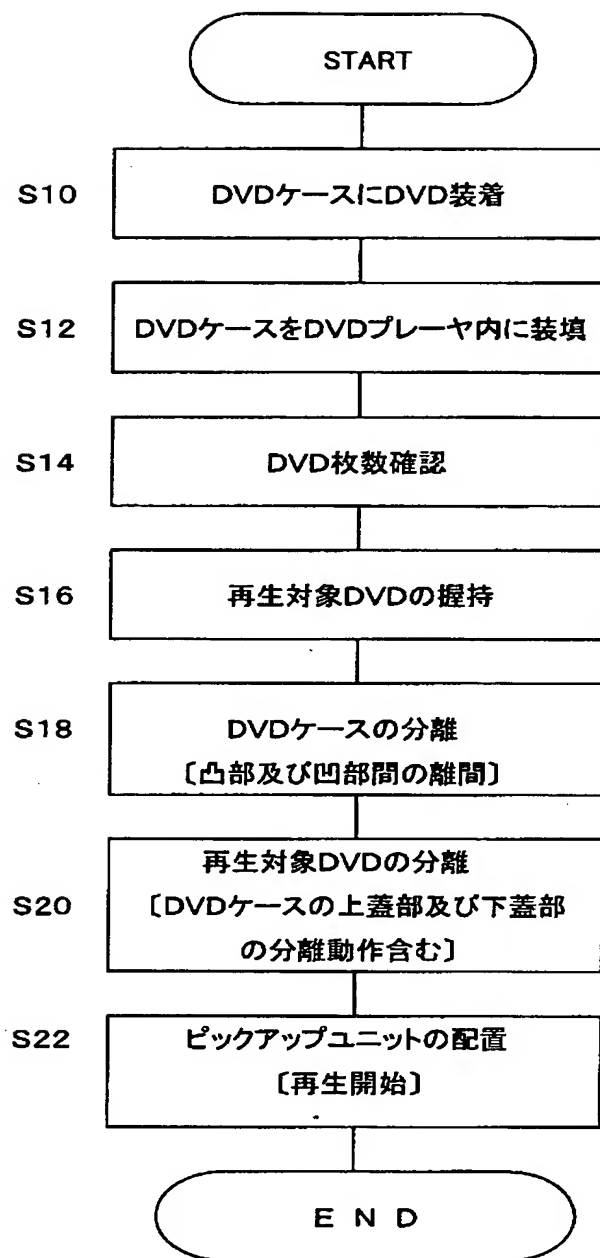 START
S10 DVDケースにDVD装着
S12 DVDケースをDVDプレーヤ内に装填
S14 DVD枚数確認
S16 再生対象DVDの握持
S18 DVDケースの分離
〔凸部及び凹部間の離間〕
再生対象DVDの分離
S20 〔DVDケースの上蓋部及び下蓋部
の分離動作含む〕
S22 ピックアップユニットの配置
〔再生開始〕
E N D